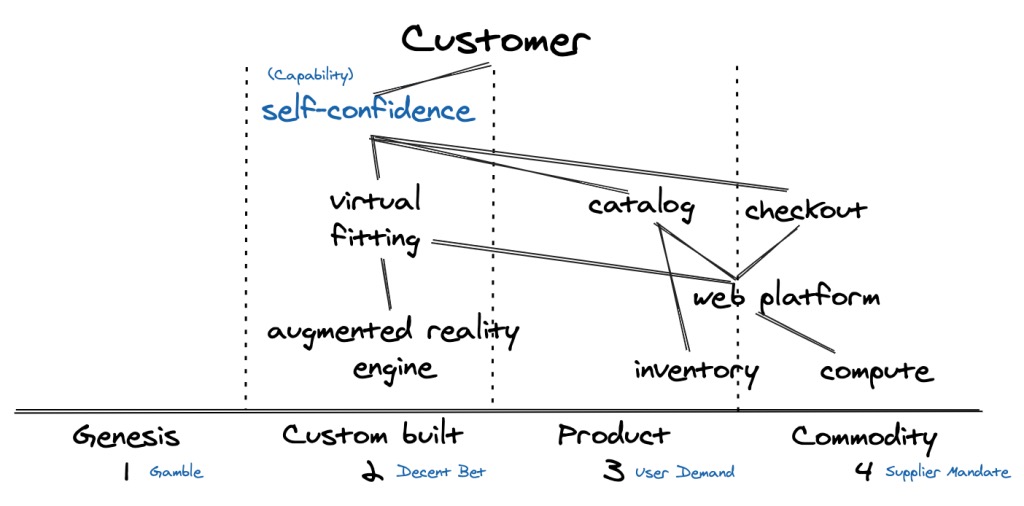 Customer
(Capability)
self-confidence
virtual
fitting
catalog
checkout
web platform
augmented reality
engine
inventory
compute
Genesis
Custom built
Product
Commodity
1 Gamble
2 Decent Bet
3 User Demand
4 Supplier Mandate